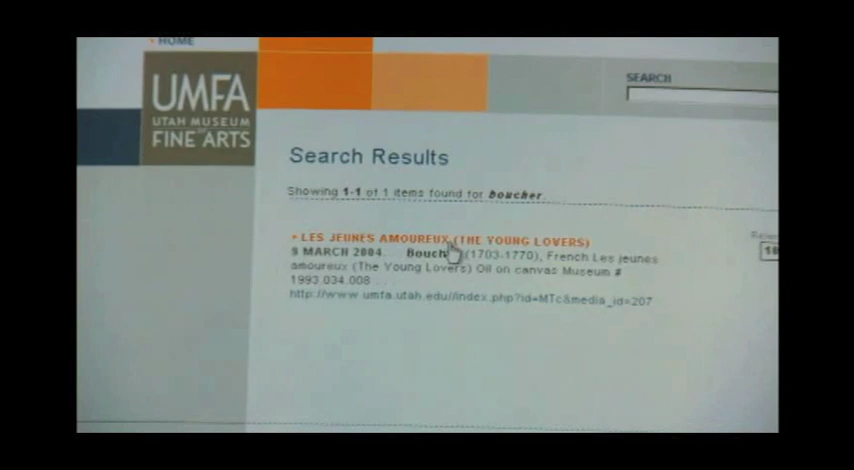 HOME
UMFA
UTAH MUSEUM
OF
FINE ARTS
SEARCH
Search Results
Showing 1-1 of 1 items found for boucher.
LES JEUNES AMOUREUX (THE YOUNG LOVERS)
9 MARCH 2004 ... Bouch (1703-1770), French Les jeunes
amoureux (The Young Lovers) Oil on canvas Museum #
1993.034.008 ...
http://www.umfa.utah.edu//index.php?id=MTc&media_id=207